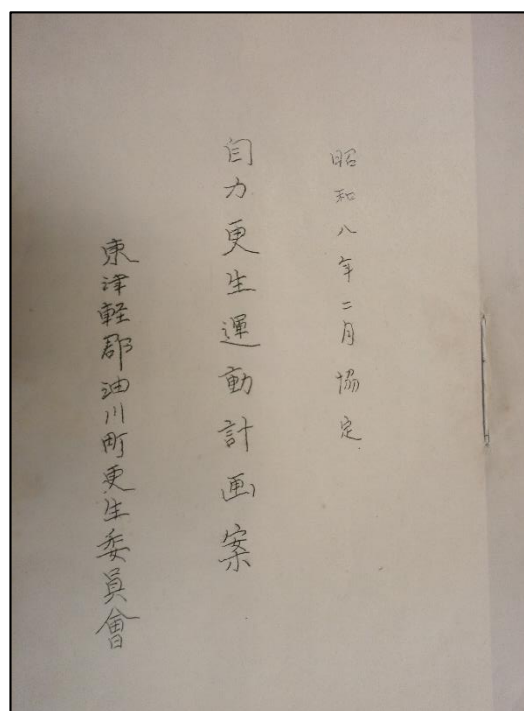 昭和八年二月協定
自力更生運動計画案
東津軽郡油川町更生委員會